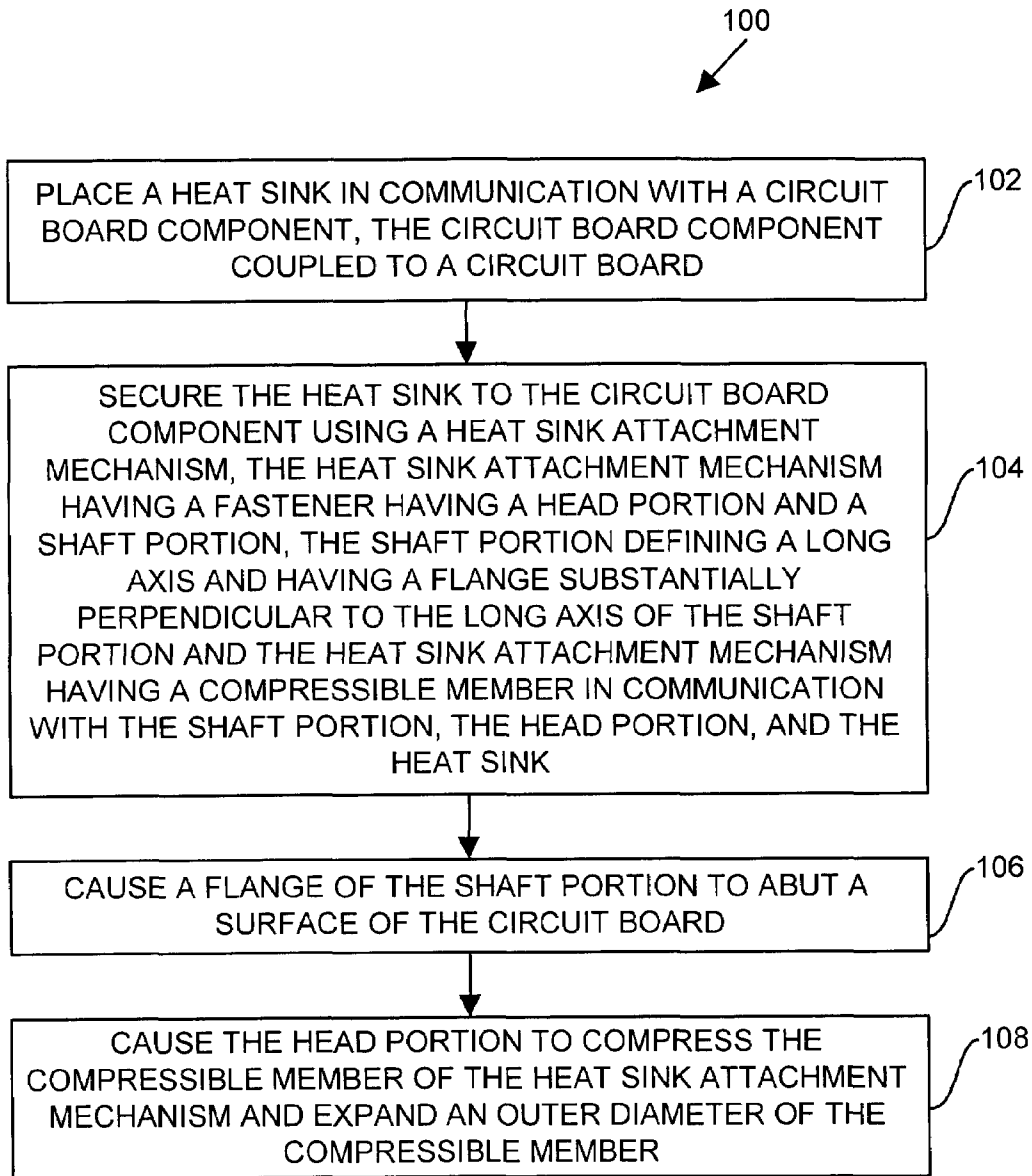 100
PLACE A HEAT SINK IN COMMUNICATION WITH A CIRCUIT
BOARD COMPONENT, THE CIRCUIT BOARD COMPONENT
COUPLED TO A CIRCUIT BOARD
102
SECURE THE HEAT SINK TO THE CIRCUIT BOARD
COMPONENT USING A HEAT SINK ATTACHMENT
MECHANISM, THE HEAT SINK ATTACHMENT MECHANISM
HAVING A FASTENER HAVING A HEAD PORTION AND A
SHAFT PORTION, THE SHAFT PORTION DEFINING A LONG
AXIS AND HAVING A FLANGE SUBSTANTIALLY
PERPENDICULAR TO THE LONG AXIS OF THE SHAFT
PORTION AND THE HEAT SINK ATTACHMENT MECHANISM
HAVING A COMPRESSIBLE MEMBER IN COMMUNICATION
WITH THE SHAFT PORTION, THE HEAD PORTION, AND THE
HEAT SINK
104
CAUSE A FLANGE OF THE SHAFT PORTION TO ABUT A
SURFACE OF THE CIRCUIT BOARD
106
CAUSE THE HEAD PORTION TO COMPRESS THE
COMPRESSIBLE MEMBER OF THE HEAT SINK ATTACHMENT
MECHANISM AND EXPAND AN OUTER DIAMETER OF THE
COMPRESSIBLE MEMBER
108